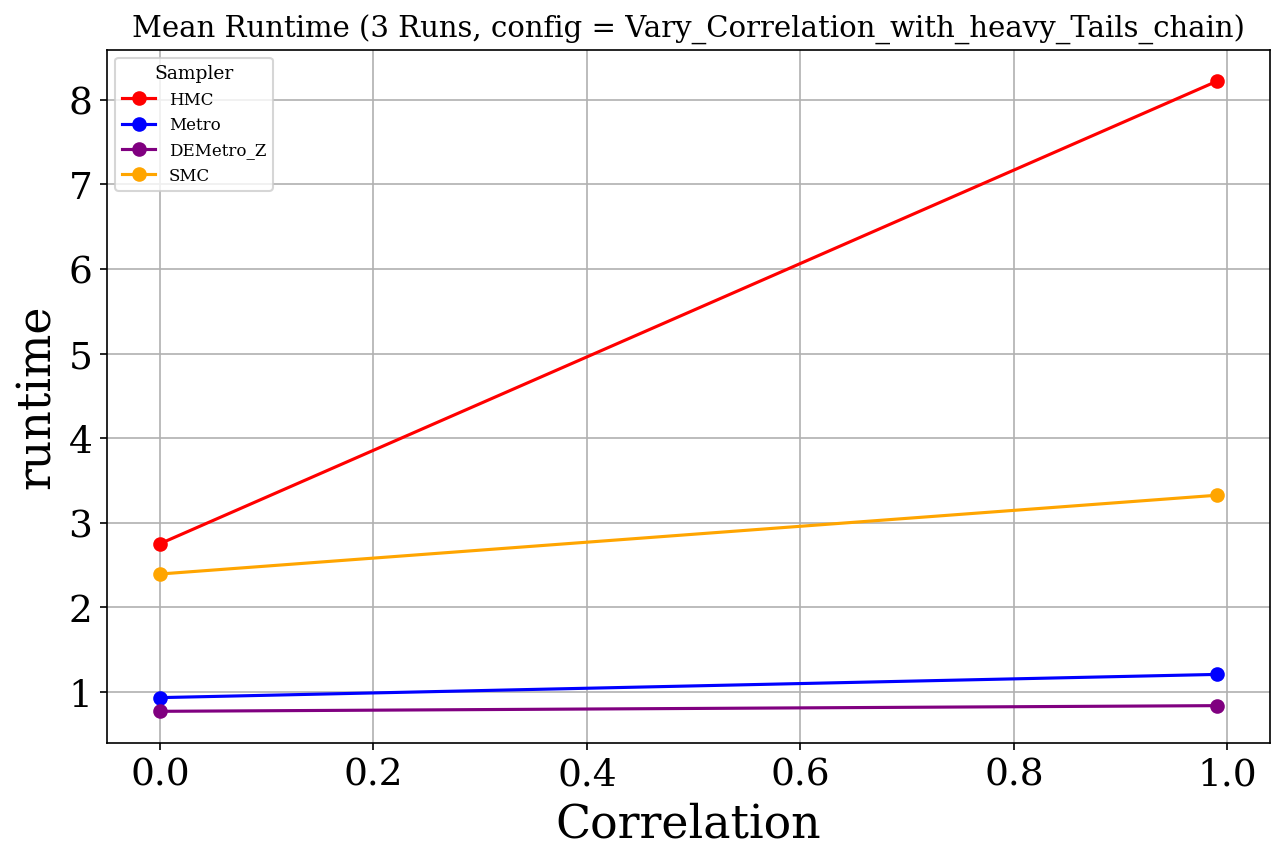 Mean Runtime (3 Runs, config = Vary_Correlation_with_heavy_Tails_chain)
Sampler
HMC
Metro
DEMetro_Z
SMC
runtime
8
7
6
5
4
3
2
1
0.0 0.2 0.4 0.6 0.8 1.0
Correlation